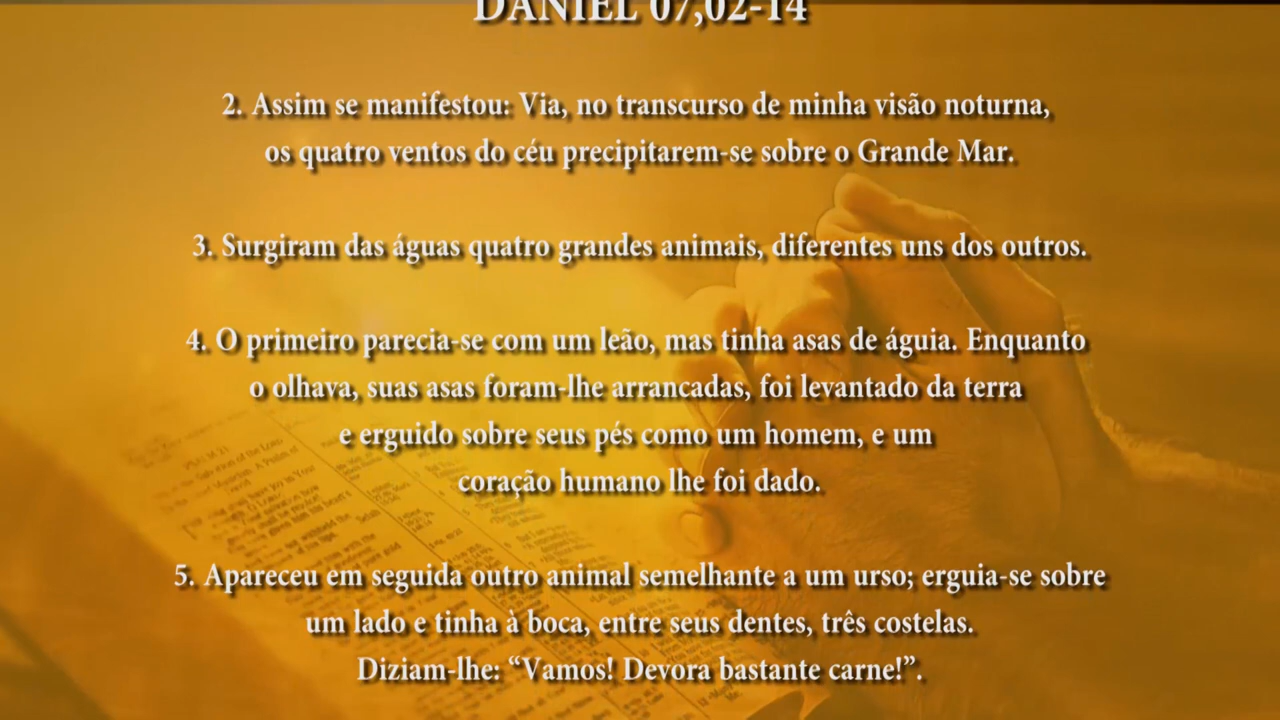 DANIEL 07,02-14
2. Assim se manifestou: Via, no transcurso de minha visão noturna,
os quatro ventos do céu precipitarem-se sobre o Grande Mar.
3. Surgiram das águas quatro grandes animais, diferentes uns dos outros.
4. O primeiro parecia-se com um leão, mas tinha asas de águia. Enquanto
o olhava, suas asas foram-lhe arrancadas, foi levantado da terra
e erguido sobre seus pés como um homem, e um
coração humano lhe foi dado.
5. Apareceu em seguida outro animal semelhante a um urso; erguia-se sobre
um lado e tinha à boca, entre seus dentes, três costelas.
Diziam-lhe: “Vamos! Devora bastante carne!”.